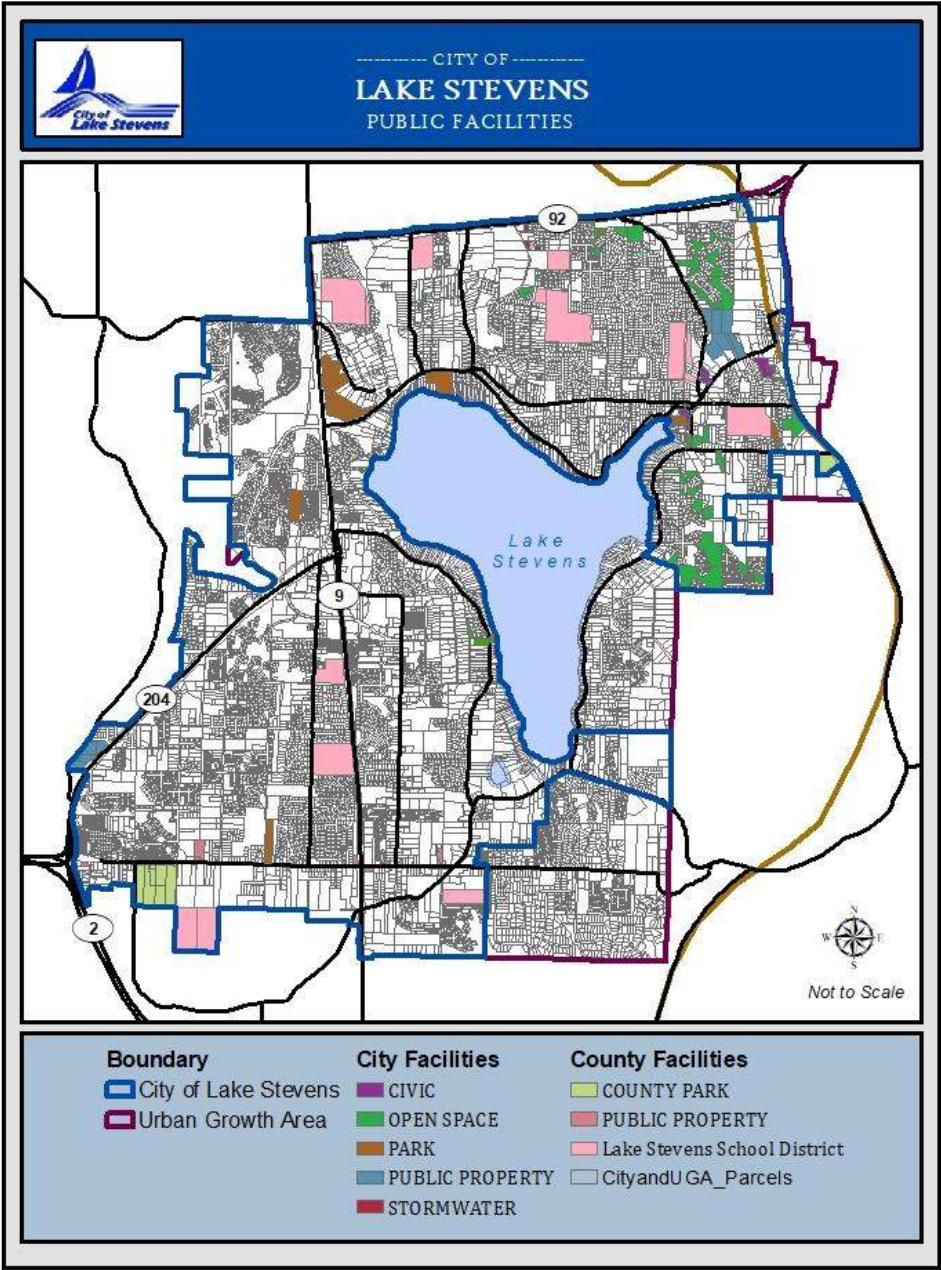 ------------ CITY OF ------------
LAKE STEVENS
PUBLIC FACILITIES
City of
Lake Stevens
92
Lake
Stevens
9
204
2
N
W E
S
Not to Scale
Boundary
City of Lake Stevens
Urban Growth Area
City Facilities
CIVIC
OPEN SPACE
PARK
PUBLIC PROPERTY
STORMWATER
County Facilities
COUNTY PARK
PUBLIC PROPERTY
Lake Stevens School District
CityandUGA_Parcels